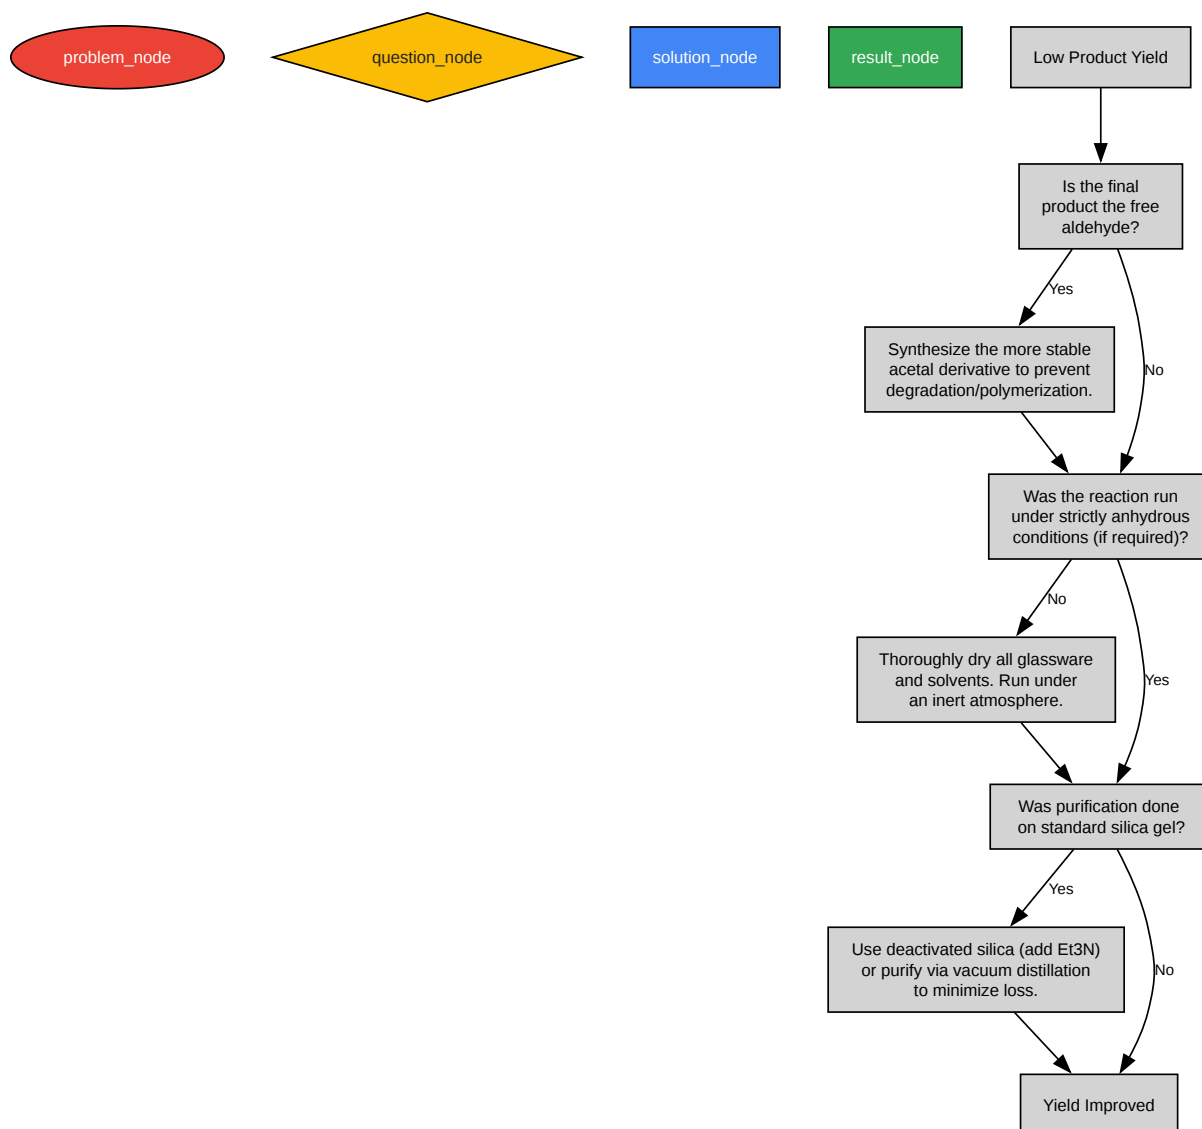 problem_node
question_node
solution_node
result_node
Low Product Yield
Is the final
product the free
aldehyde?
Yes
Synthesize the more stable
acetal derivative to prevent
degradation/polymerization.
No
Was the reaction run
under strictly anhydrous
conditions (if required)?
No
Thoroughly dry all glassware
and solvents. Run under
an inert atmosphere.
Yes
Was purification done
on standard silica gel?
Yes
Use deactivated silica (add Et3N)
or purify via vacuum distillation
to minimize loss.
No
Yield Improved